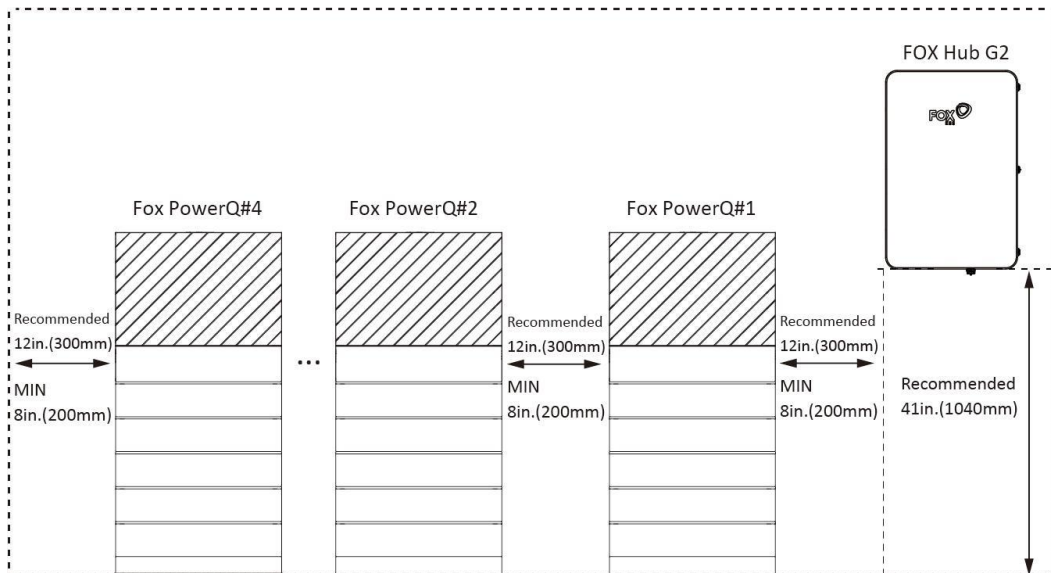 FOX Hub G2
FOX
Fox PowerQ#4
Fox PowerQ#2
Fox PowerQ#1
Recommended
12in.(300mm)
MIN
8in.(200mm)
...
Recommended
12in.(300mm)
MIN
8in.(200mm)
Recommended
12in.(300mm)
MIN
8in.(200mm)
Recommended
41in.(1040mm)